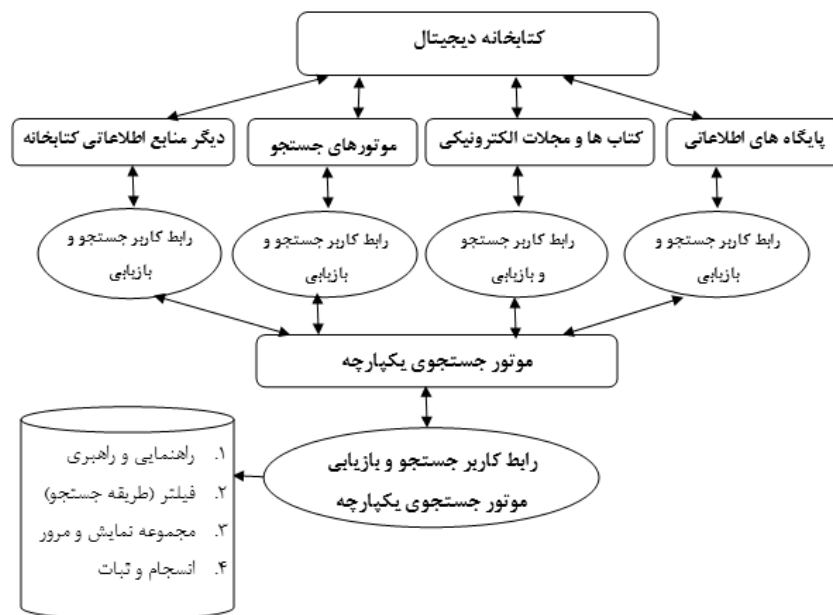 کتابخانه دیجیتال
پایگاه های اطلاعاتی
کتاب ها و مجلات الکترونیکی
موتورهای جستجو
دیگر منابع اطلاعاتی کتابخانه
رابط کاربر جستجو و
بازیابی
رابط کاربر جستجو
و بازیابی
رابط کاربر جستجو و
بازیابی
رابط کاربر جستجو و
بازیابی
موتور جستجوی یکپارچه
رابط کاربر جستجو و بازیابی
موتور جستجوی یکپارچه
۱. راهنمایی و راهبری
۲. فیلتر (طریقه جستجو)
۳. مجموعه نمایش و مرور
۴. انسجام و ثبات